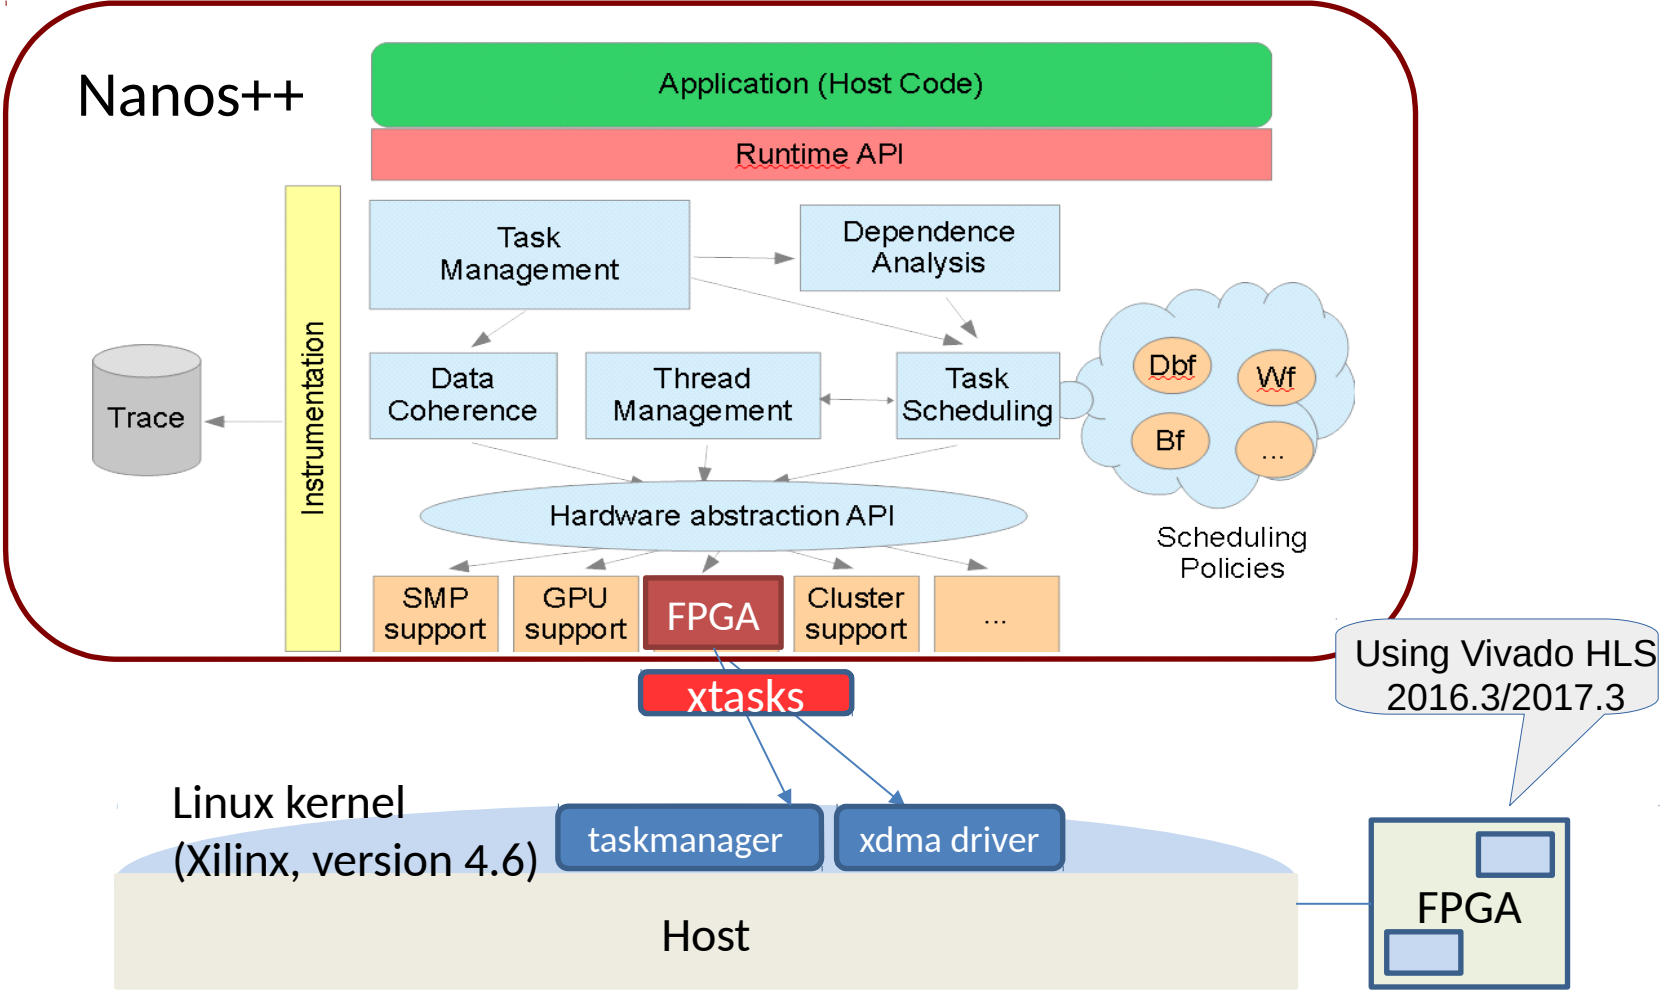 Nanos++
Application (Host Code)
Runtime API
Task
Management
Dependence
Analysis
Instrumentation
Trace
Data
Coherence
Thread
Management
Task
Scheduling
Dbf
Wf
Bf
...
Hardware abstraction API
Scheduling
Policies
SMP
support
GPU
support
FPGA
Cluster
support
...
Using Vivado HLS
2016.3/2017.3
xtasks
Linux kernel
(Xilinx, version 4.6)
taskmanager
xdma driver
FPGA
Host